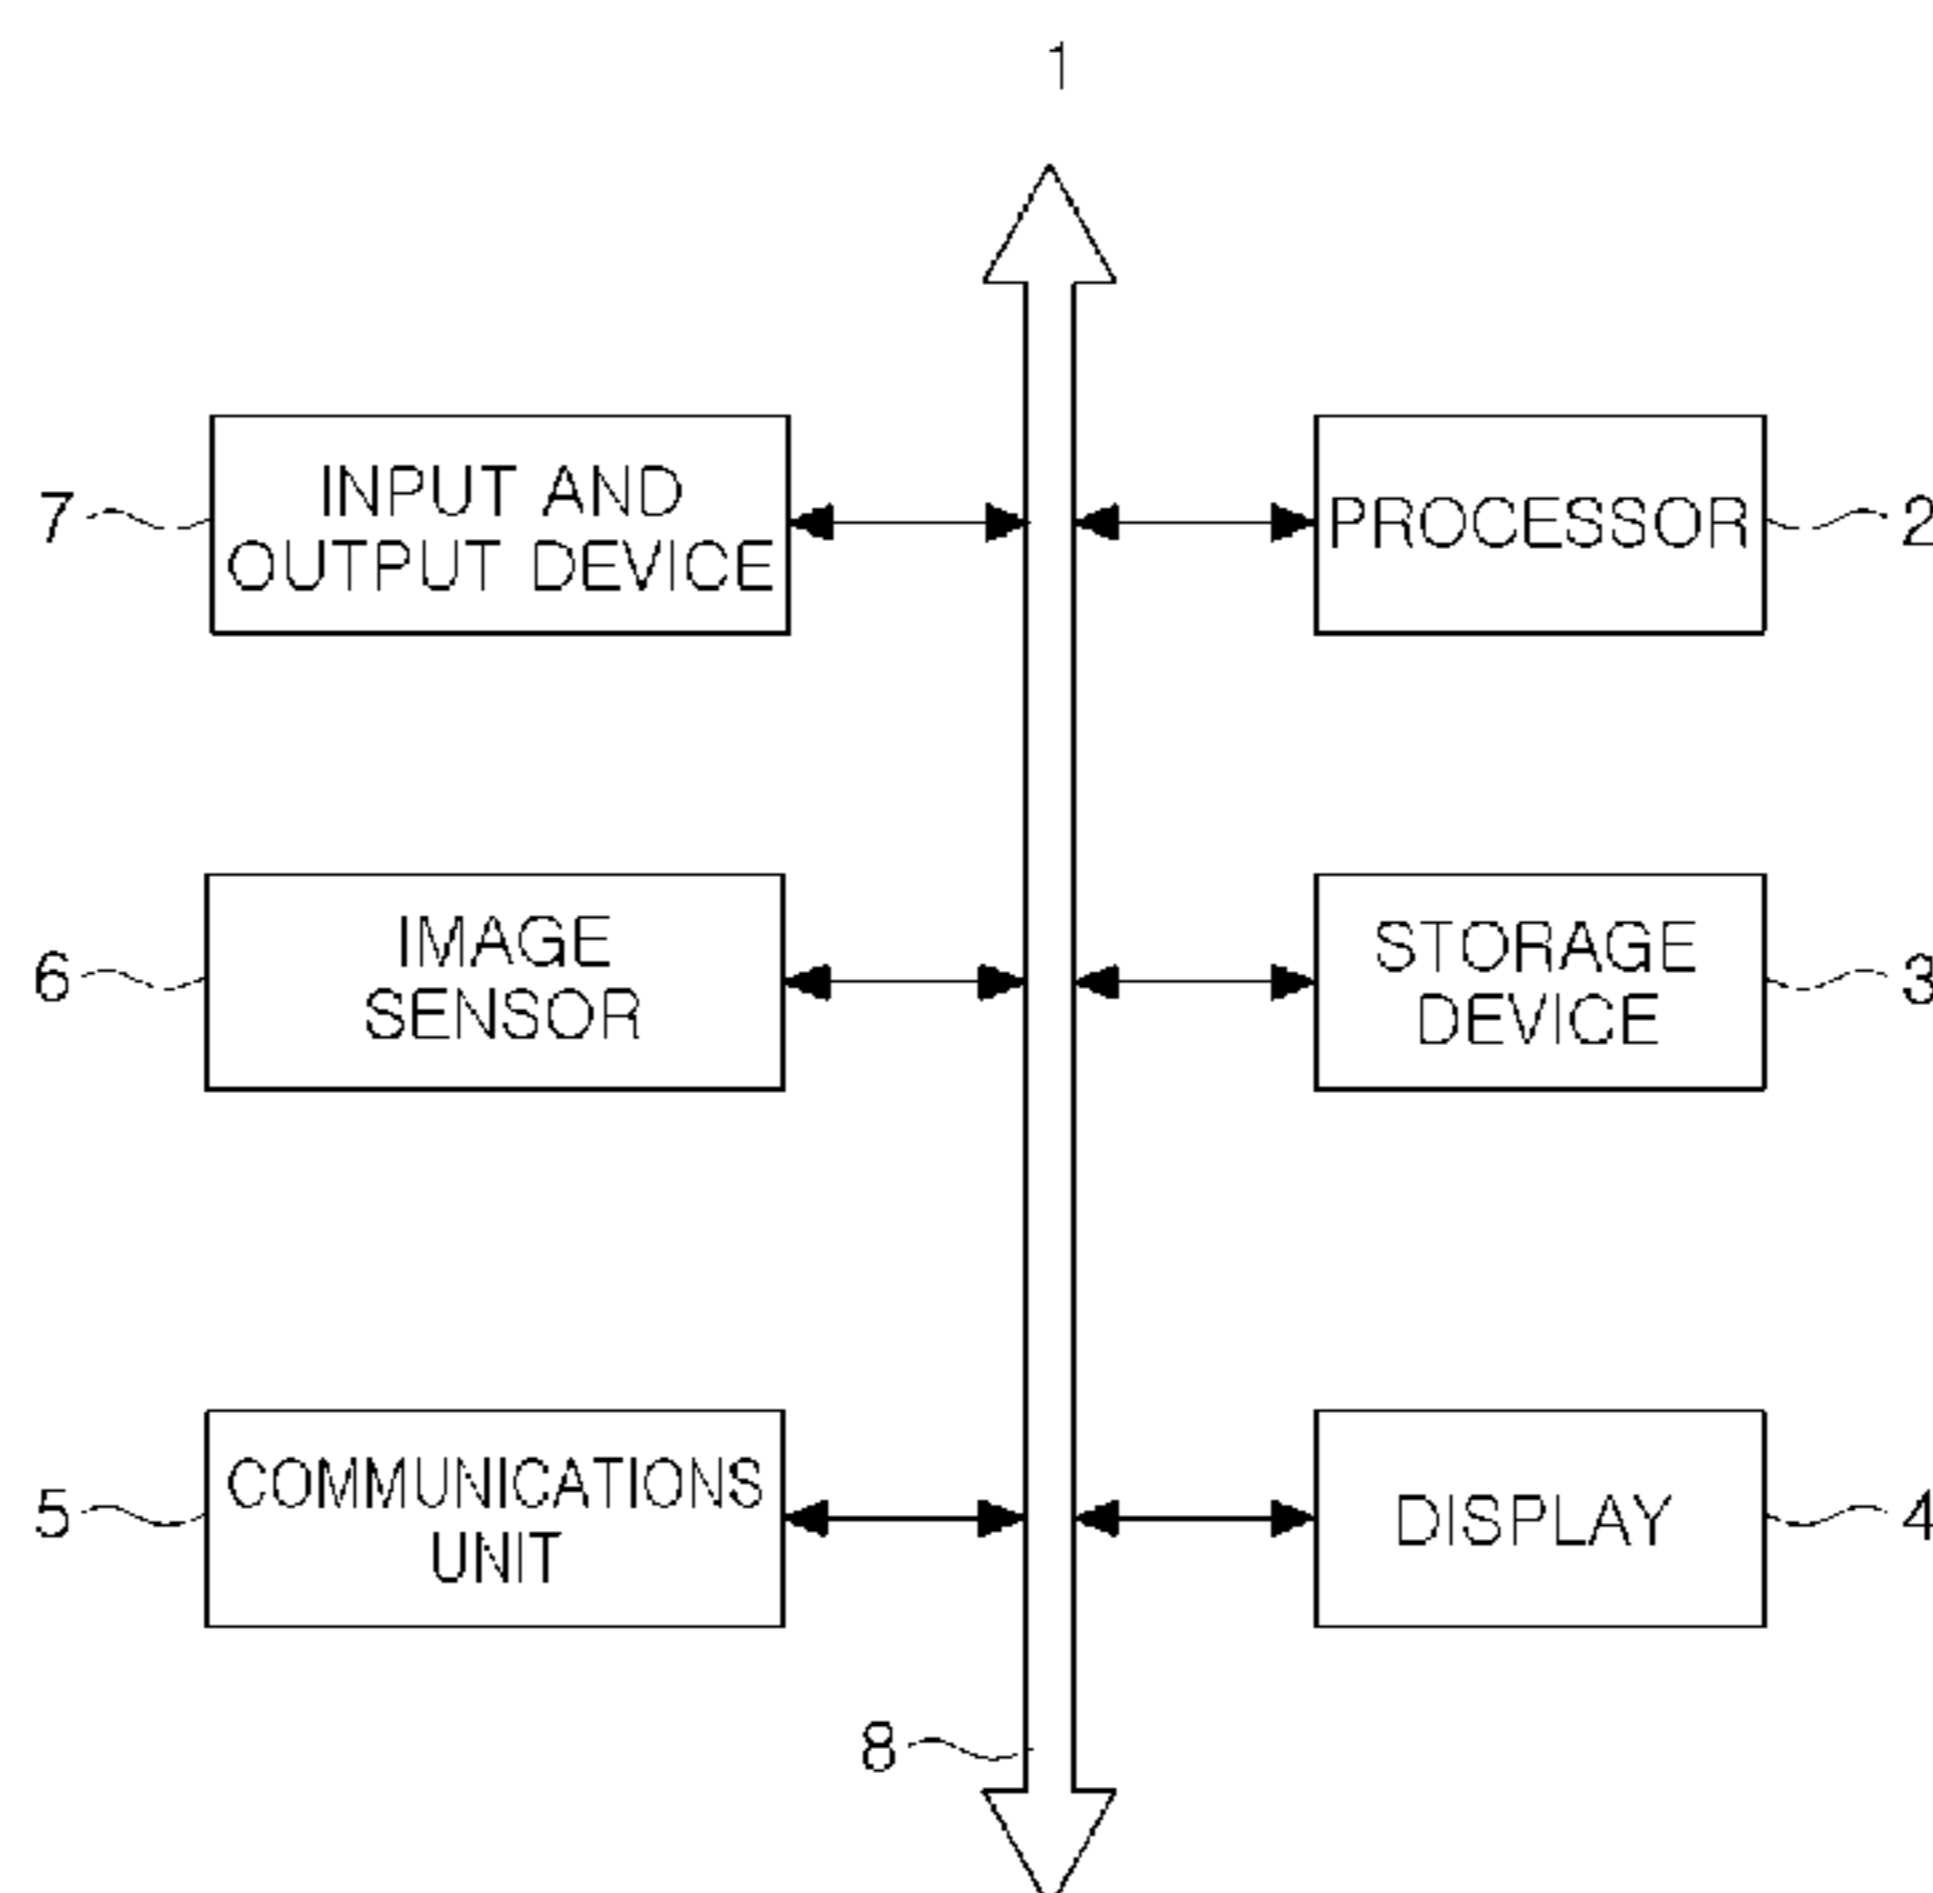 1
7
INPUT AND
OUTPUT DEVICE
PROCESSOR
2
6
IMAGE
SENSOR
STORAGE
DEVICE
3
5
COMMUNICATIONS
UNIT
DISPLAY
4
8